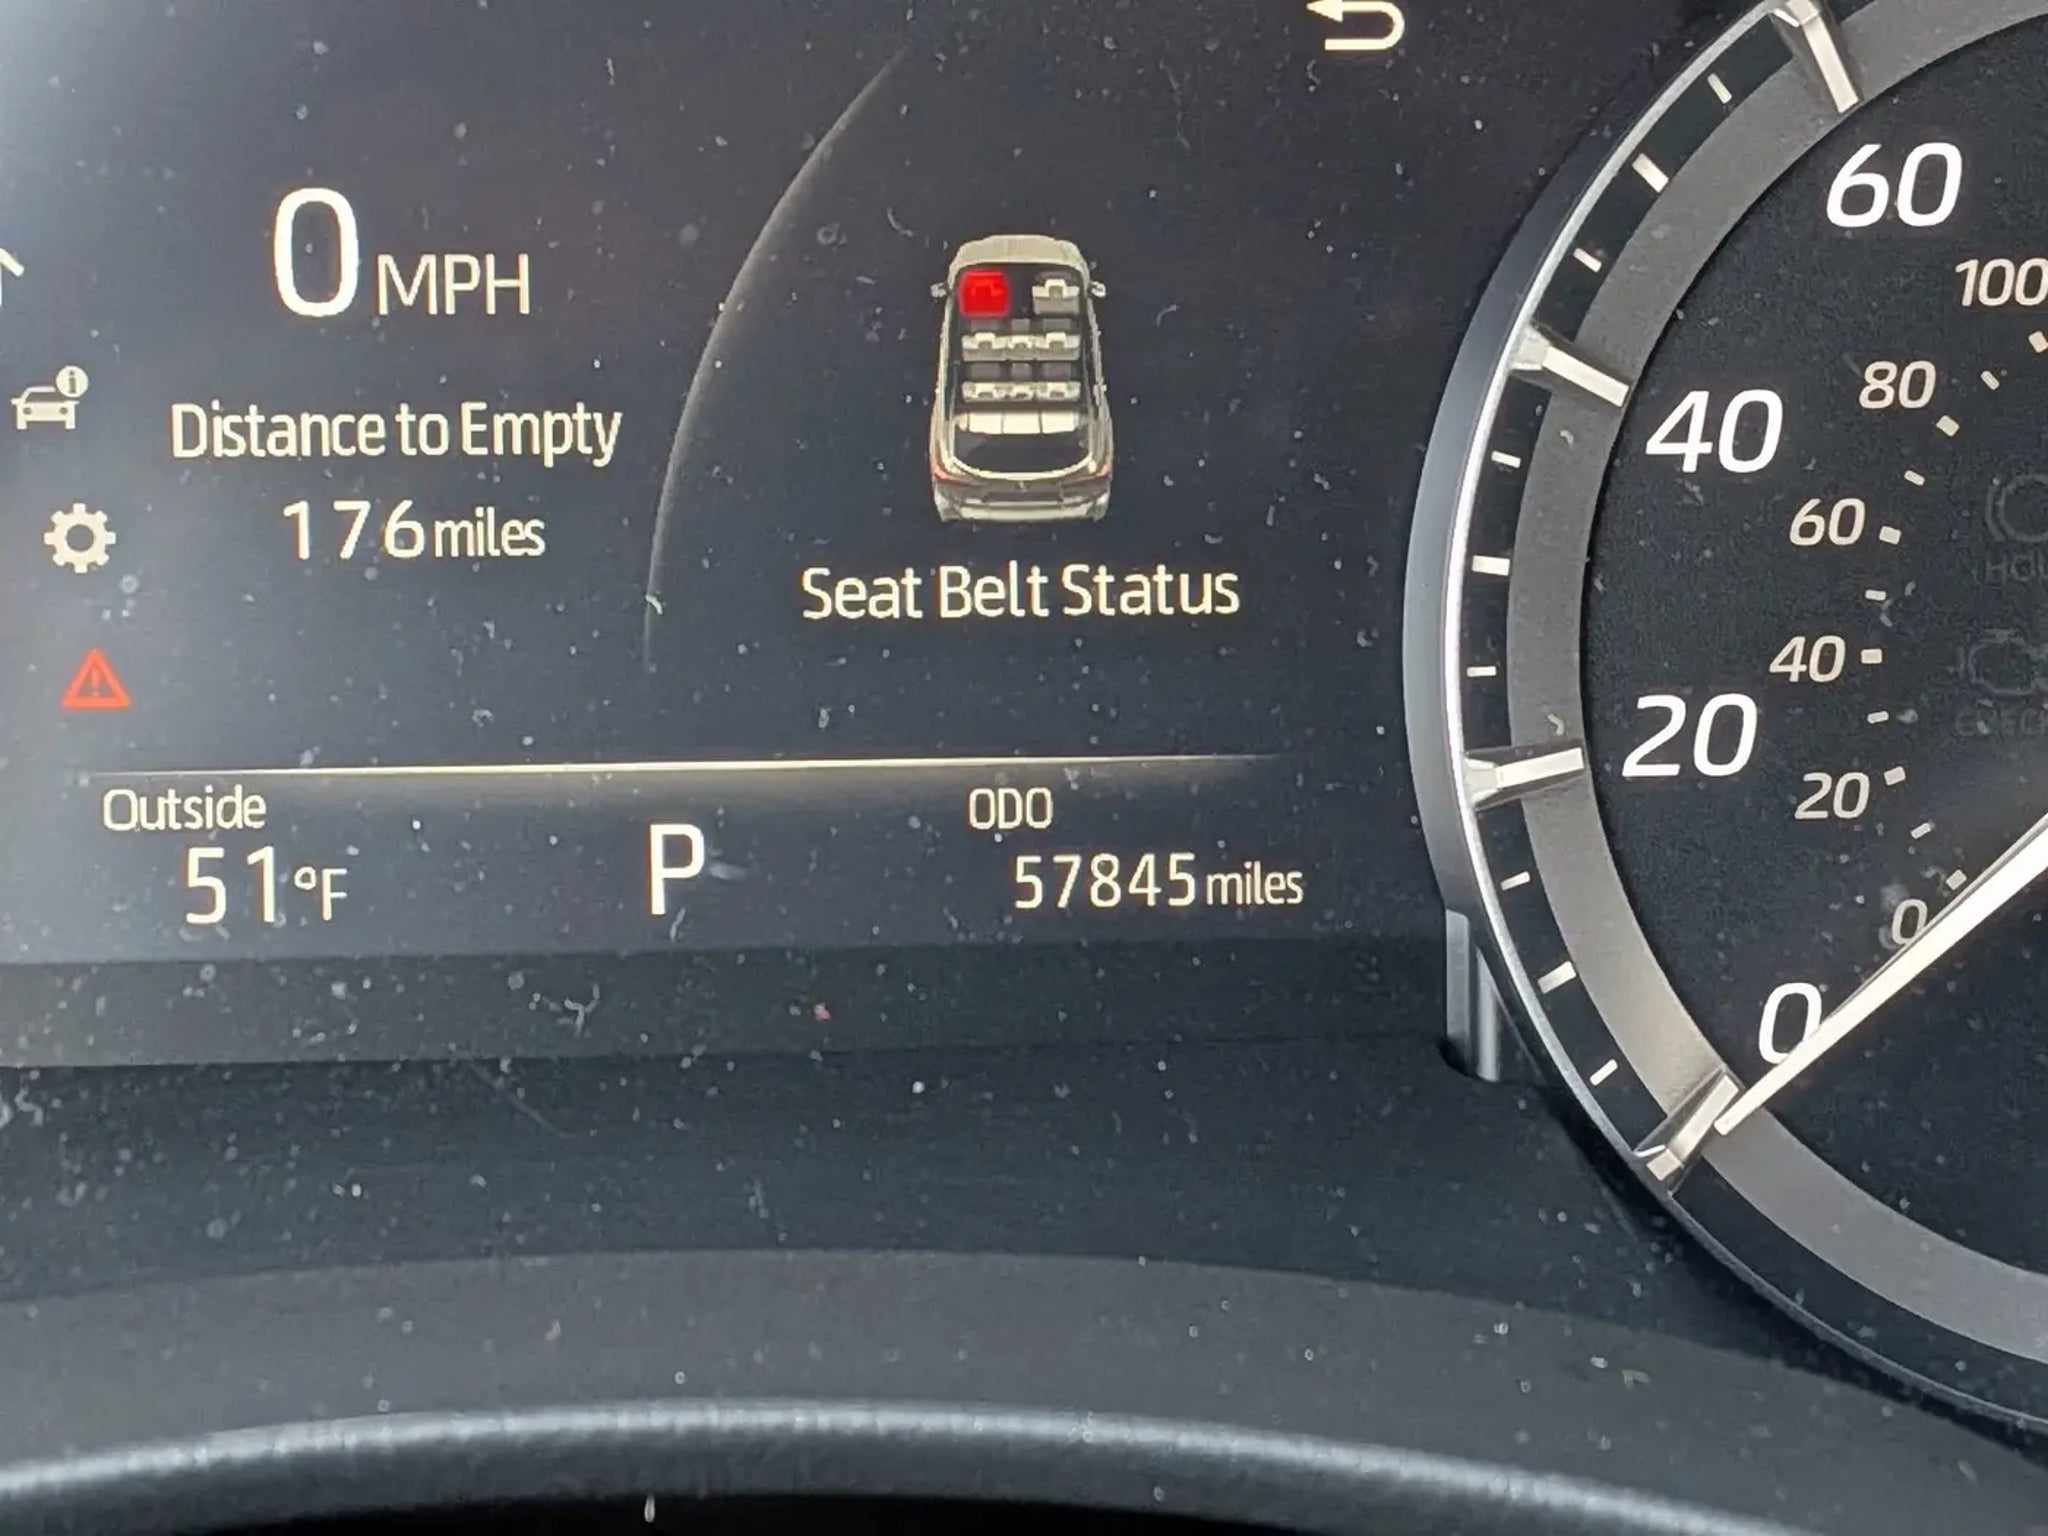 0 MPH
Distance to Empty
176 miles
Seat Belt Status
Outside
51°F
P
ODO
57845 miles
60
100
40
80
60
20
40
20
0
0